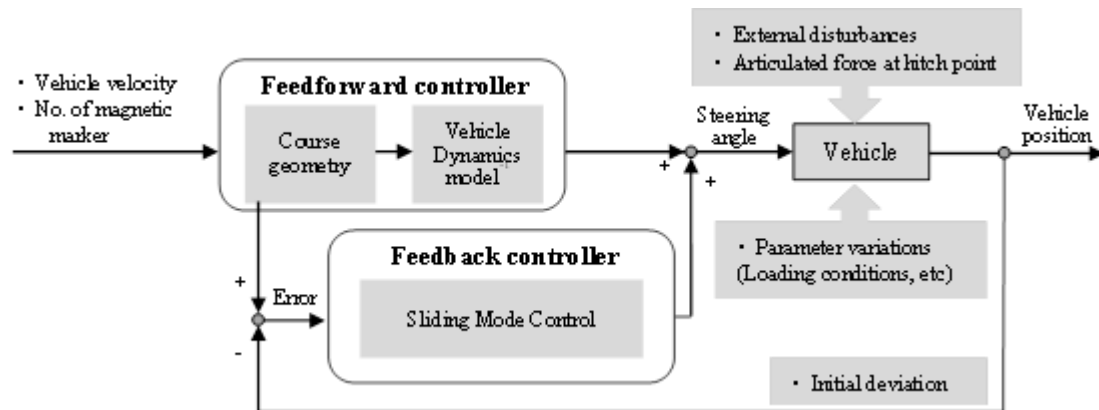 ・ External disturbances
・ Articulated force at hitch point
・ Vehicle velocity
・ No. of magnetic
marker
Feedforward controller
Course
geometry
Vehicle
Dynamics
model
Steering
angle
Vehicle
Vehicle
position
+
+
・ Parameter variations
(Loading conditions, etc)
Feedback controller
Sliding Mode Control
+
Error
-
・ Initial deviation